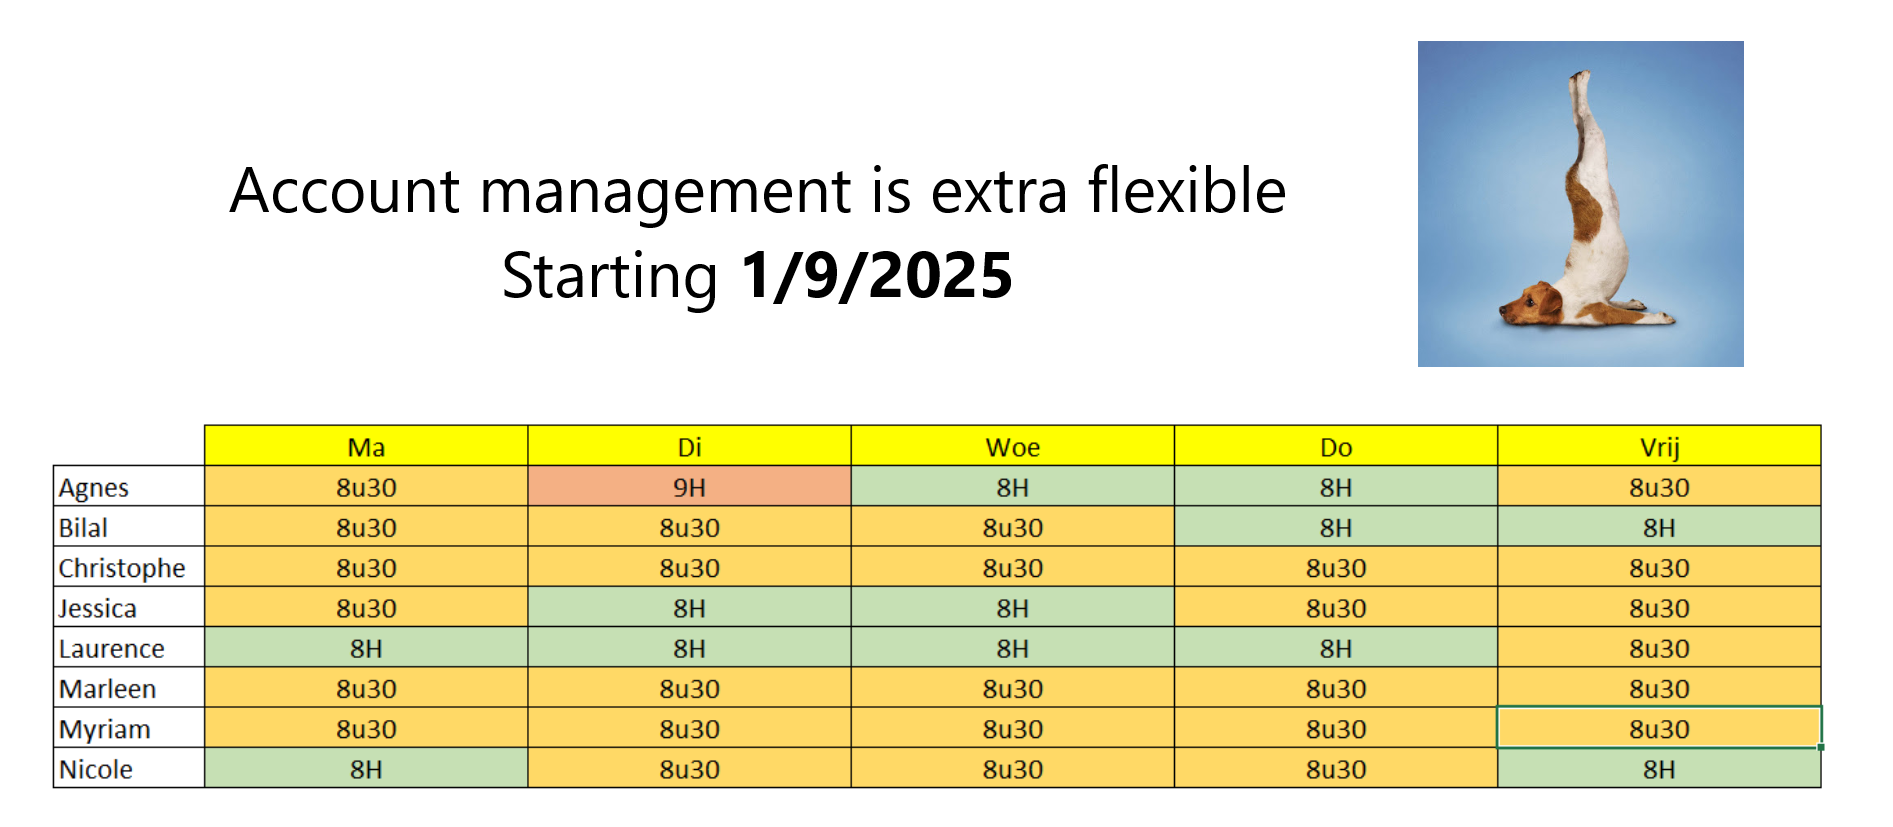 Account management is extra flexible
Starting 1/9/2025
Ma Di Woe Do Vrij
Agnes 8u30 9H 8H 8H 8u30
Bilal 8u30 8u30 8u30 8H 8H
Christophe 8u30 8u30 8u30 8u30 8u30
Jessica 8u30 8H 8H 8u30 8u30
Laurence 8H 8H 8H 8H 8u30
Marleen 8u30 8u30 8u30 8u30 8u30
Myriam 8u30 8u30 8u30 8u30 8u30
Nicole 8H 8u30 8u30 8u30 8H